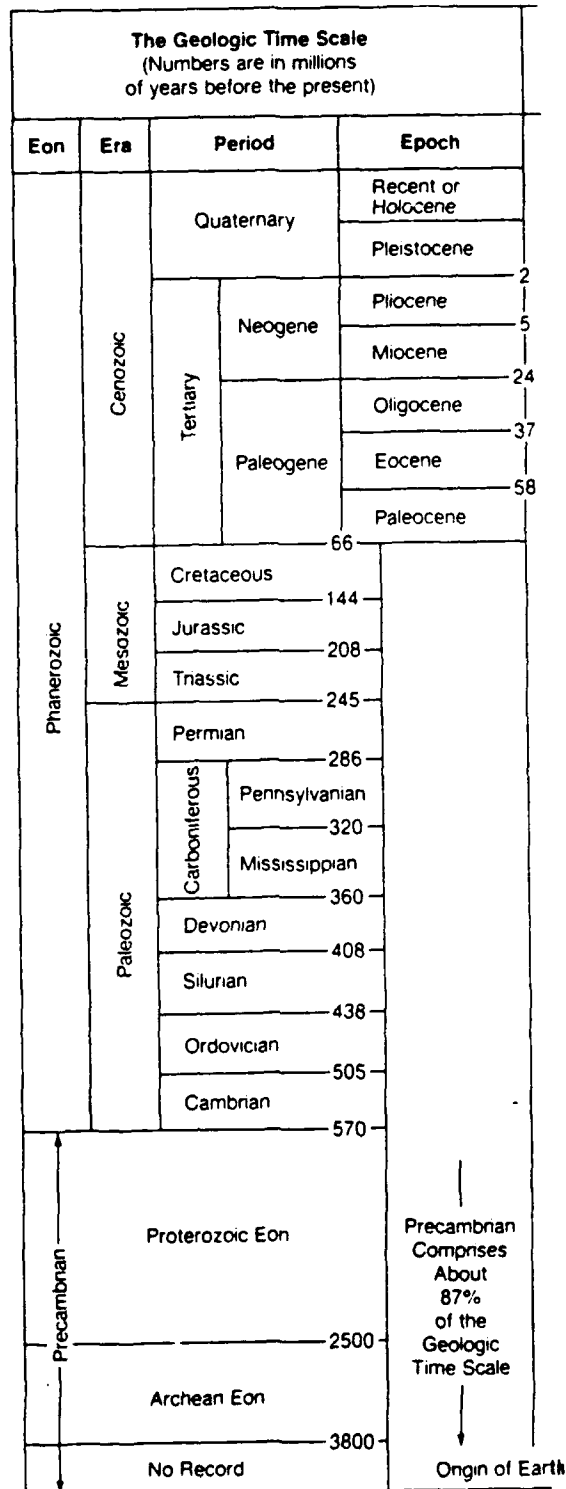 The Geologic Time Scale
(Numbers are in millions
of years before the present)
Eon Era Period Epoch
Recent or
Holocene
Quaternary
Pleistocene
2
Pliocene
Neogene
5
Miocene
24
Cenozoic
Tertiary
Oligocene
37
Paleogene
Eocene
58
Paleocene
66
Cretaceous
144
Mesozoic
Jurassic
208
Triassic
245
Phanerozoic
Permian
286
Carboniferous
Pennsylvanian
320
Mississippian
360
Paleozoic
Devonian
408
Silurian
438
Ordovician
505
Cambrian
570
Precambrian
Proterozoic Eon
Precambrian
Comprises
About
87%
of the
Geologic
Time Scale
2500
Archean Eon
3800
No Record
Origin of Earth